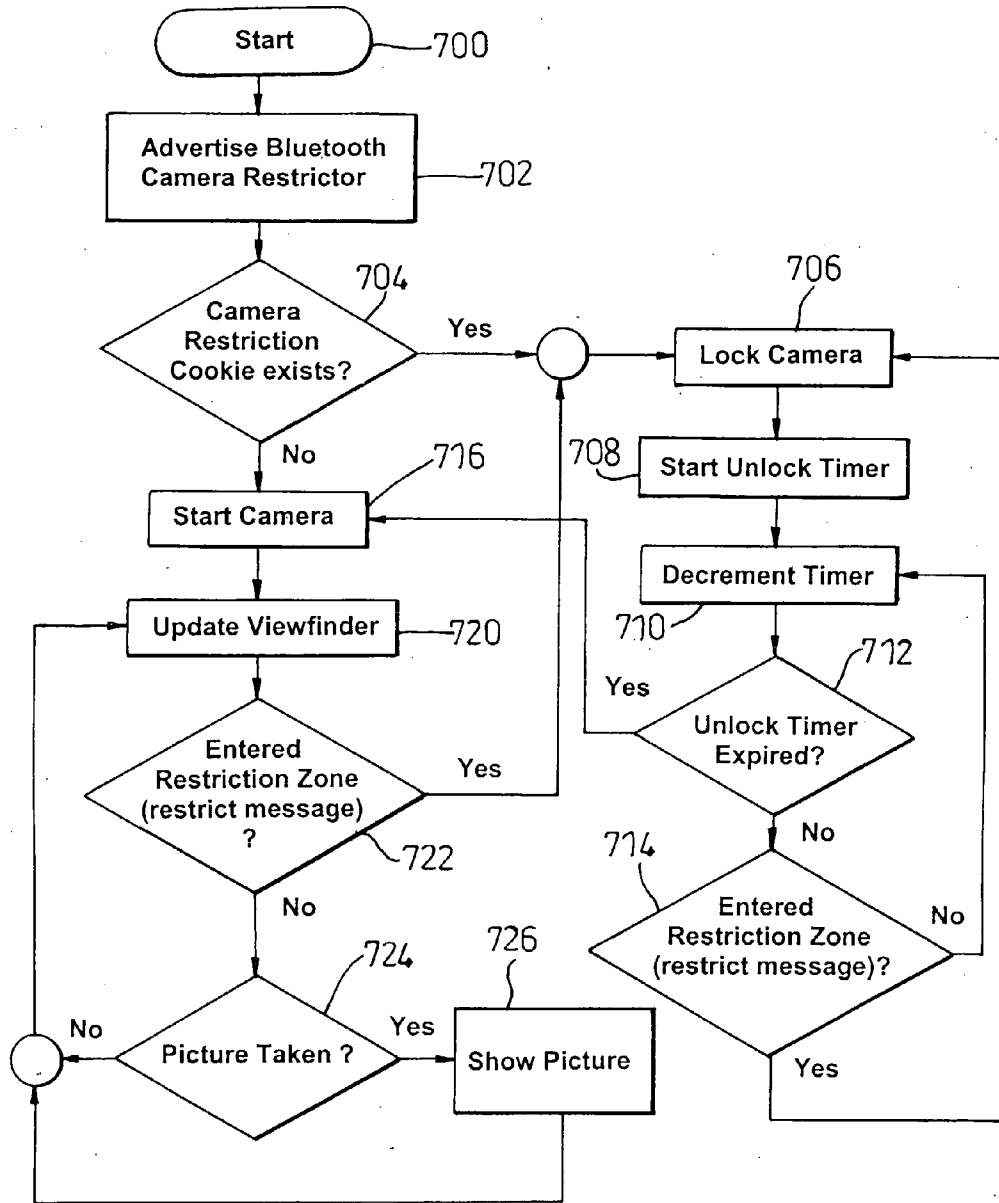 Start
700
Advertise Bluetooth
Camera Restrictor
702
704
Camera
Restriction
Cookie exists?
Yes
No
706
Lock Camera
708
Start Unlock Timer
716
Start Camera
Decrement Timer
710
Update Viewfinder
720
712
Yes
Unlock Timer
Expired?
No
Entered
Restriction Zone
(restrict message)
?
Yes
722
No
714
Entered
Restriction Zone
(restrict message)?
No
Yes
724
Picture Taken ?
No
Yes
726
Show Picture